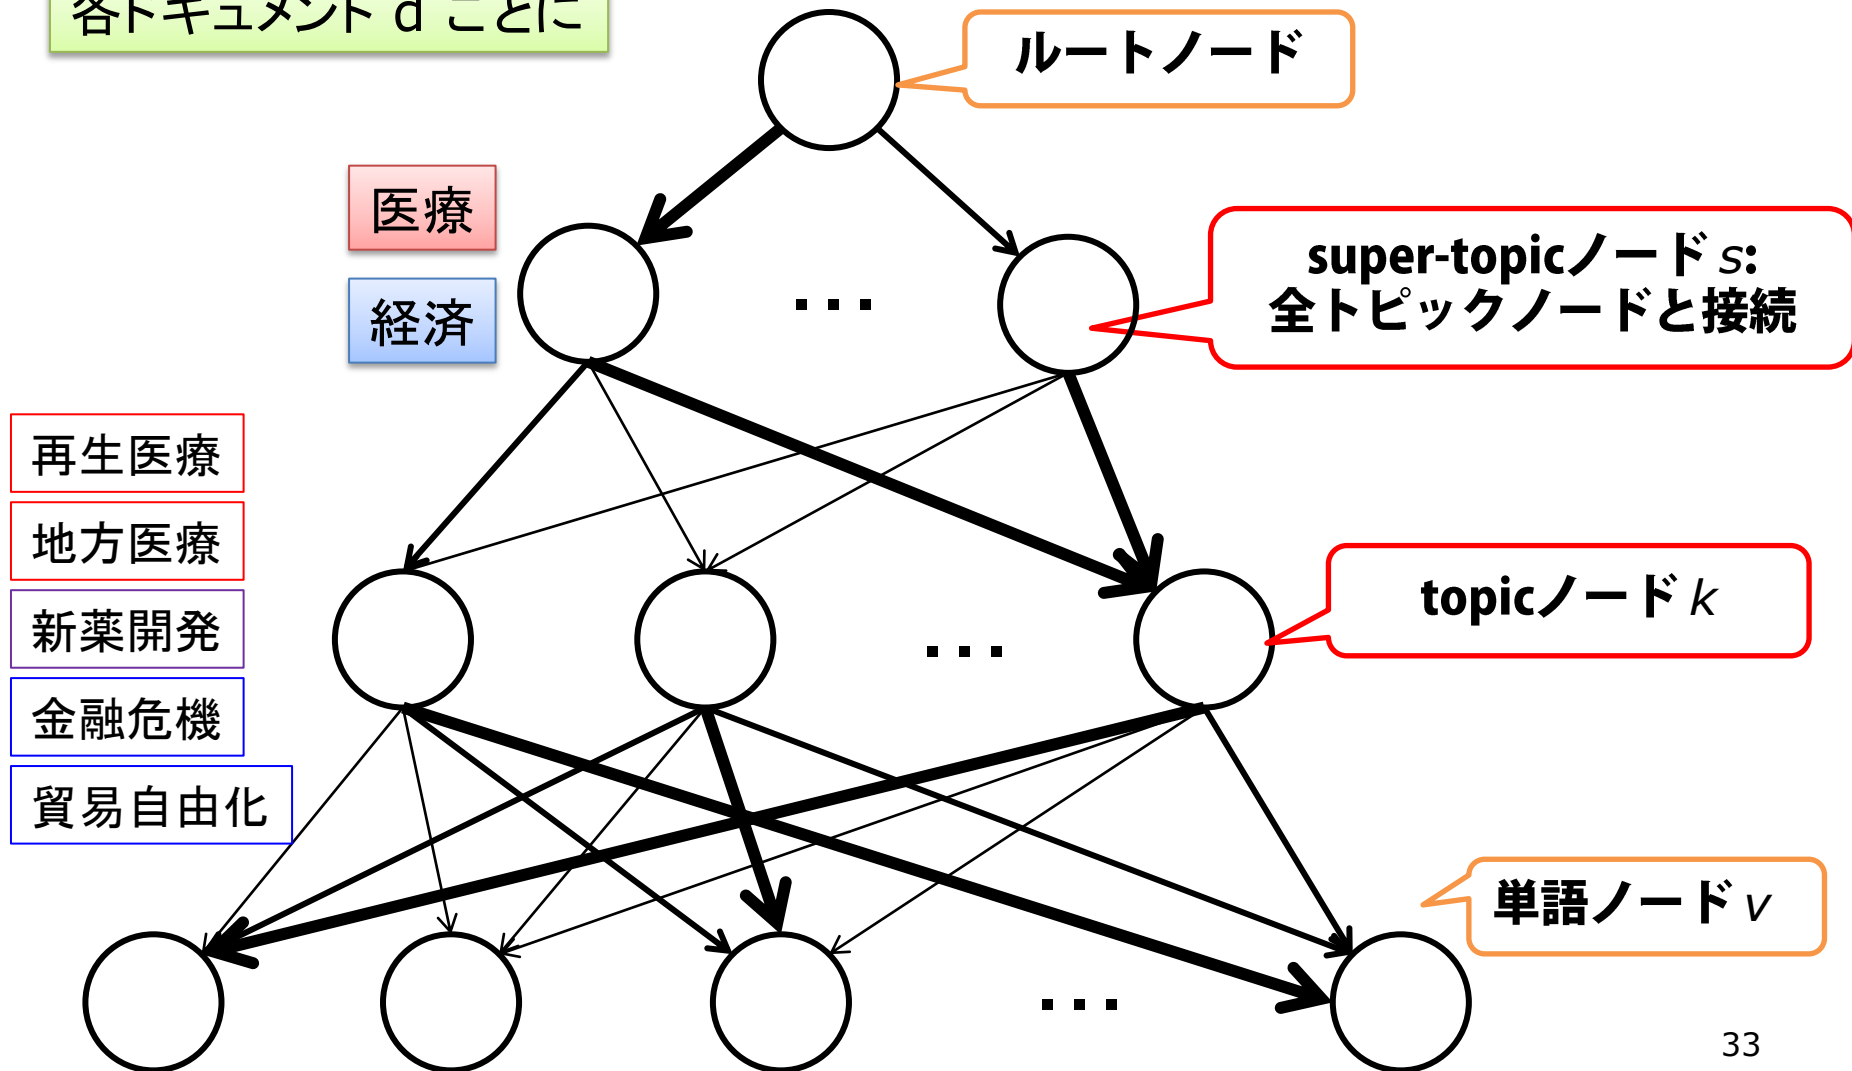 各ドキュメント d ごとに
ルートノード
医療
経済
super-topicノード s:
全トピックノードと接続
再生医療
地方医療
新薬開発
金融危機
貿易自由化
topicノード k
単語ノード v
33